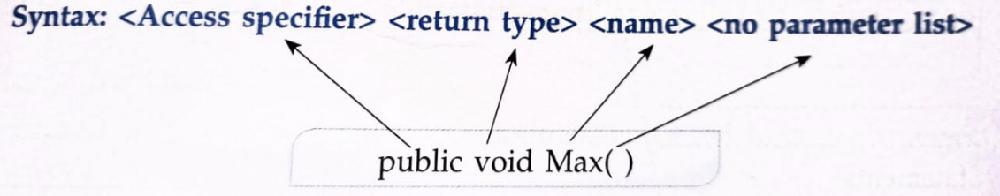 Syntax: <Access specifier> <return type> <name> <no parameter list>
public void Max( )